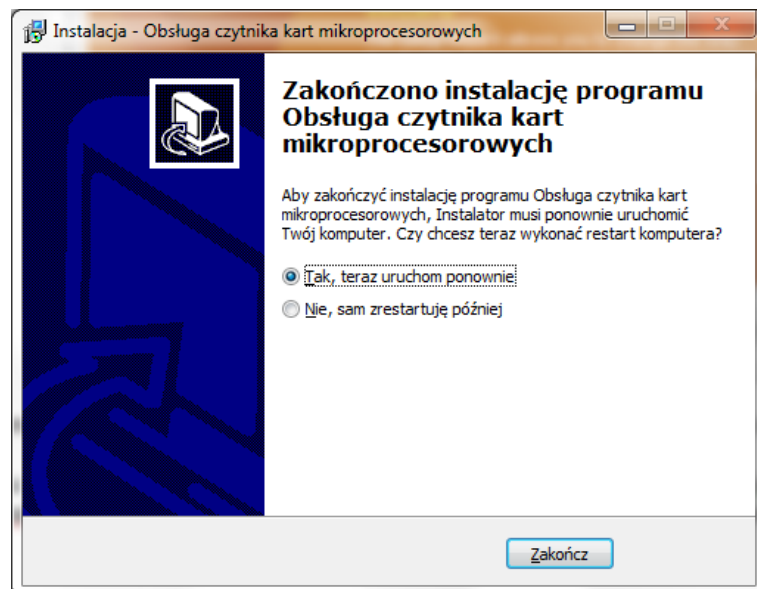 Instalacja - Obsługa czytnika kart mikroprocesorowych
Zakończono instalację programu
Obsługa czytnika kart
mikroprocesorowych
Aby zakończyć instalację programu Obsługa czytnika kart
mikroprocesorowych, Instalator musi ponownie uruchomić
Twój komputer. Czy chcesz teraz wykonać restart komputera?
Tak, teraz uruchom ponownie
Nie, sam zrestartuję później
Zakończ